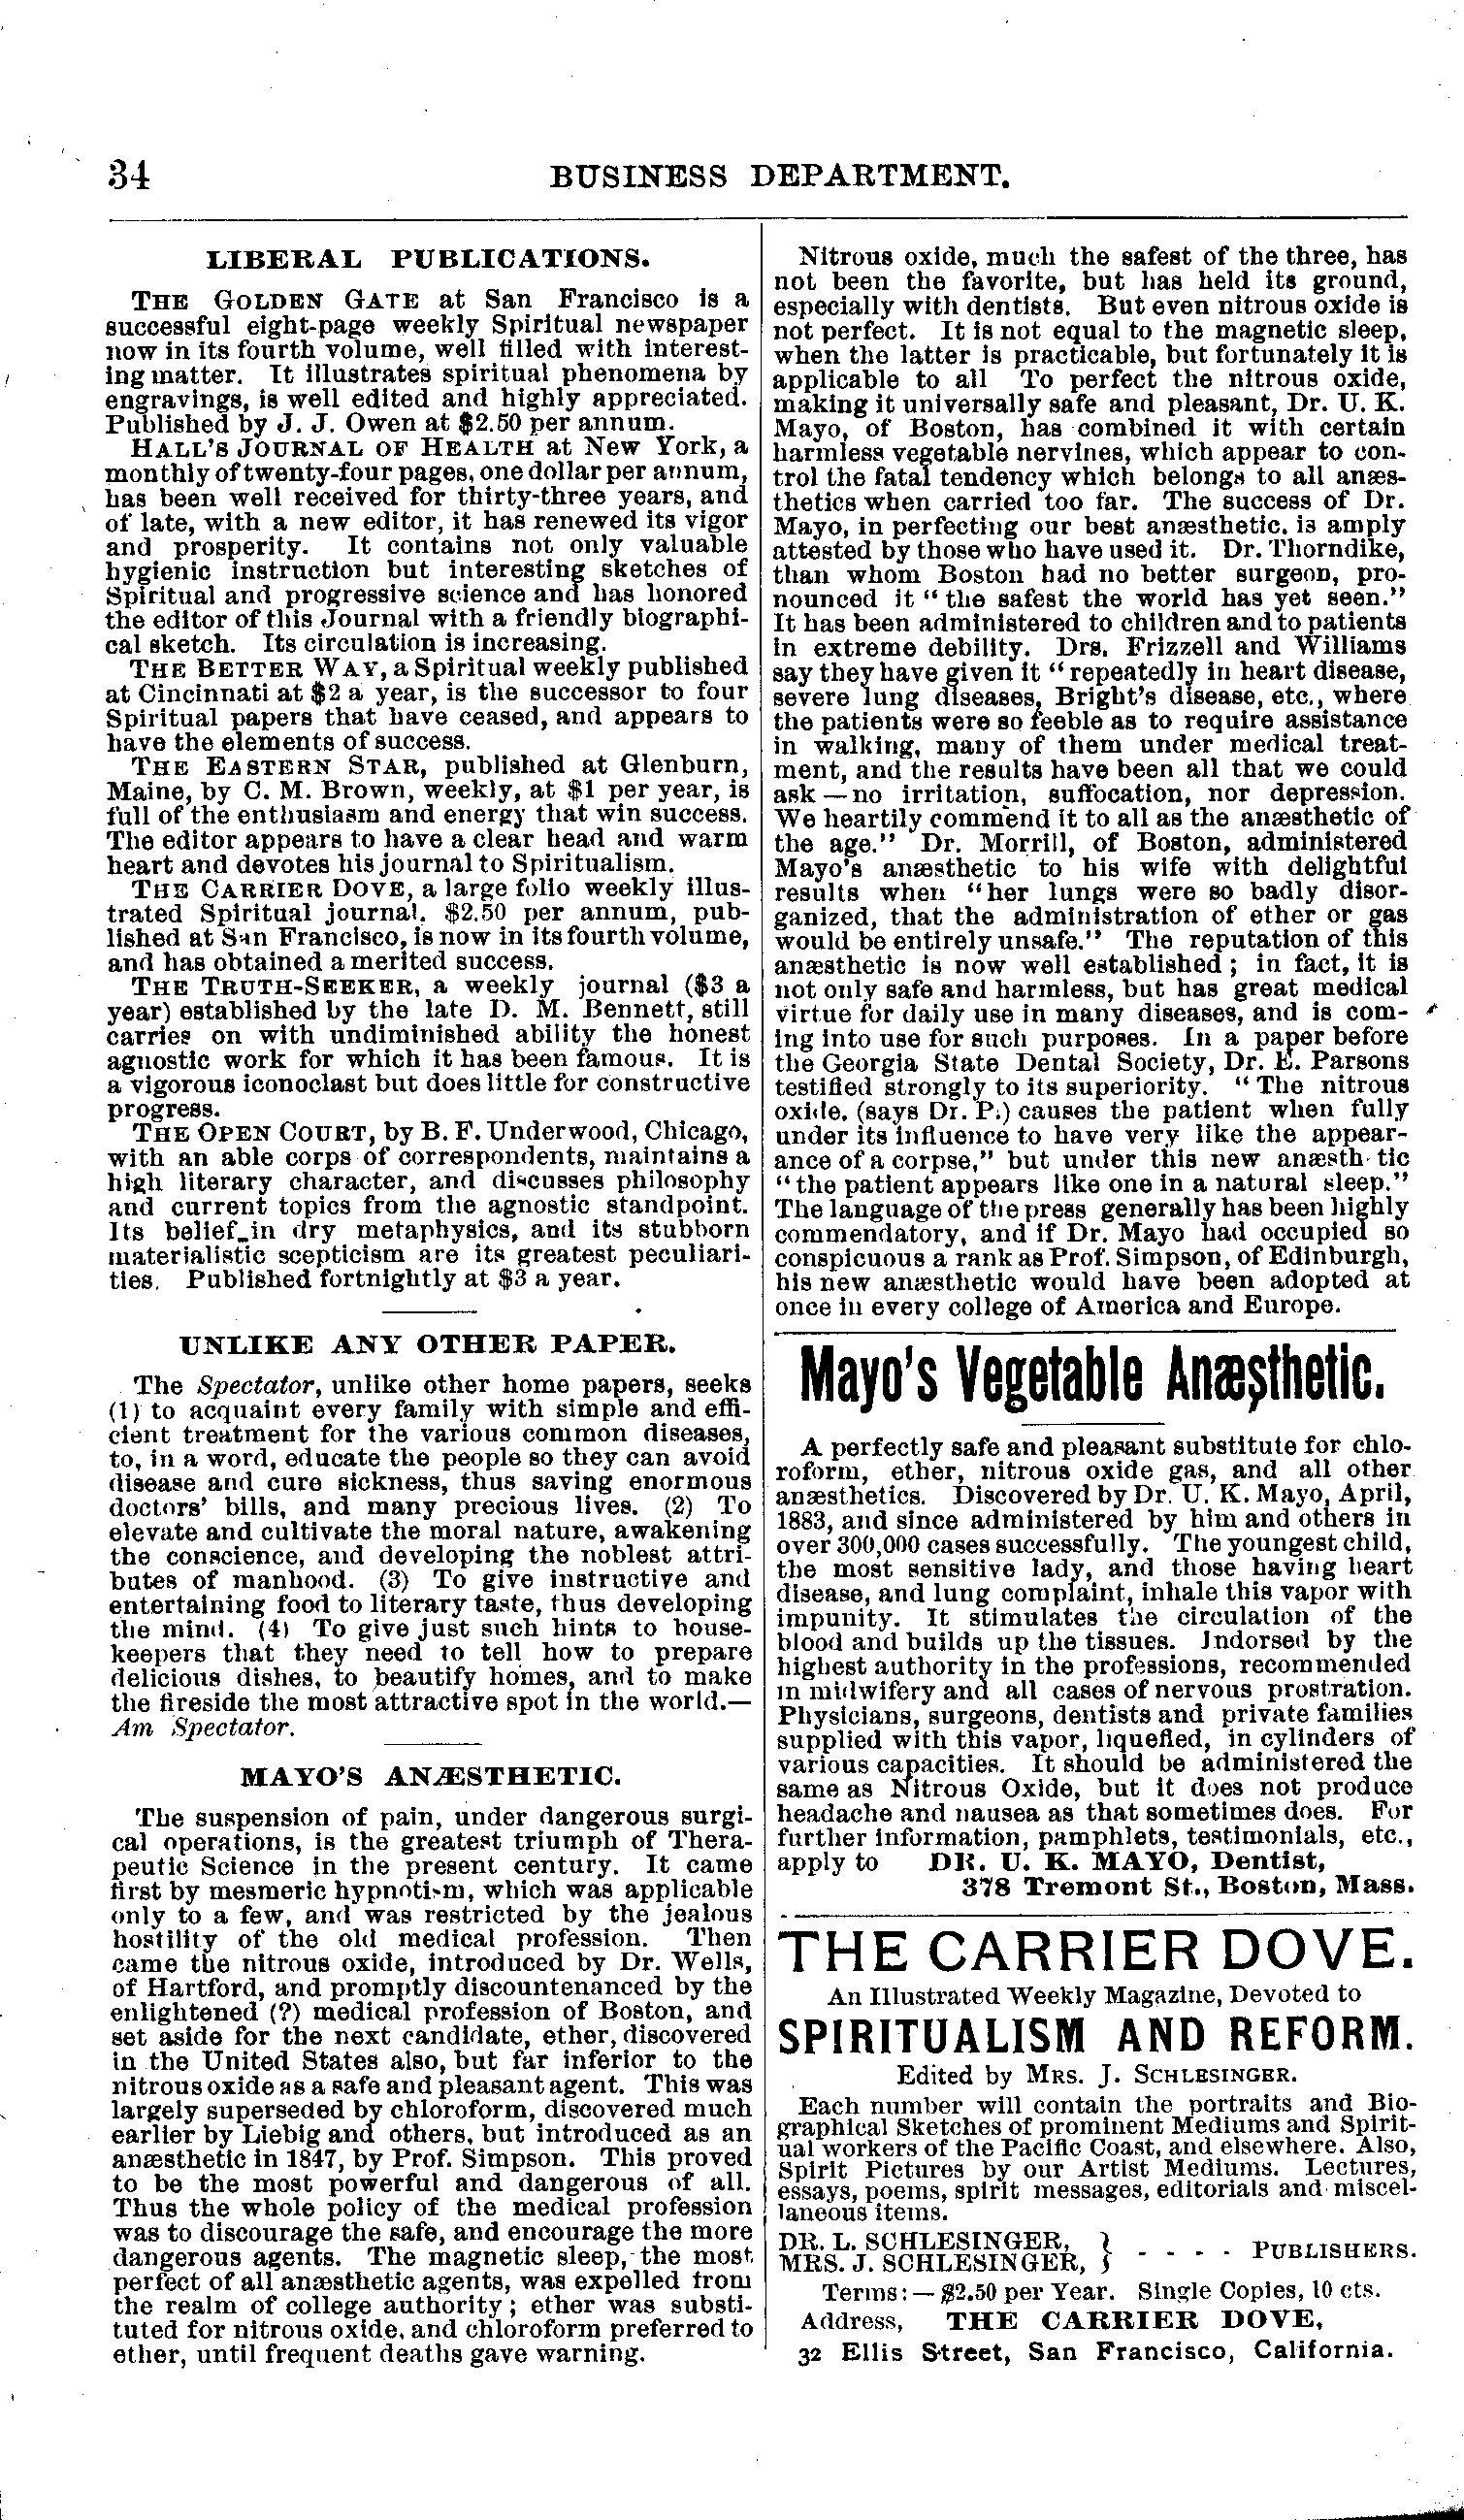 34
BUSINESS DEPARTMENT.
LIBERAL PUBLICATIONS.
THE GOLDEN GATE at San Francisco is a
successful eight-page weekly Spiritual newspaper
now in its fourth volume, well filled with interest-
ing matter. It illustrates spiritual phenomena by
engravings, is well edited and highly appreciated.
Published by J. J. Owen at $2.50 per annum.
HALL'S JOURNAL OF HEALTH at New York, a
monthly of twenty-four pages, one dollar per annum,
has been well received for thirty-three years, and
of late, with a new editor, it has renewed its vigor
and prosperity. It contains not only valuable
hygienic instruction but interesting sketches of
Spiritual and progressive science and has honored
the editor of this Journal with a friendly biographi-
cal sketch. Its circulation is increasing.
THE BETTER WAY, a Spiritual weekly published
at Cincinnati at $2 a year, is the successor to four
Spiritual papers that have ceased, and appears to
have the elements of success.
THE EASTERN STAR, published at Glenburn,
Maine, by C. M. Brown, weekly, at $1 per year, is
full of the enthusiasm and energy that win success.
The editor appears to have a clear head and warm
heart and devotes his journal to Spiritualism.
THE CARRIER DOVE, a large folio weekly illus-
trated Spiritual journal. $2.50 per annum, pub-
lished at San Francisco, is now in its fourth volume,
and has obtained a merited success.
THE TRUTH-SEEKER, a weekly journal ($3 a
year) established by the late D. M. Bennett, still
carries on with undiminished ability the honest
agnostic work for which it has been famous. It is
a vigorous iconoclast but does little for constructive
progress.
THE OPEN COURT, by B. F. Underwood, Chicago,
with an able corps of correspondents, maintains a
high literary character, and discusses philosophy
and current topics from the agnostic standpoint.
Its belief in dry metaphysics, and its stubborn
materialistic scepticism are its greatest peculiari-
ties. Published fortnightly at $3 a year.
UNLIKE ANY OTHER PAPER.
The Spectator, unlike other home papers, seeks
(1) to acquaint every family with simple and effi-
cient treatment for the various common diseases,
to, in a word, educate the people so they can avoid
disease and cure sickness, thus saving enormous
doctors' bills, and many precious lives. (2) To
elevate and cultivate the moral nature, awakening
the conscience, and developing the noblest attri-
butes of manhood. (3) To give instructive and
entertaining food to literary taste, thus developing
the mind. (4) To give just such hints to house-
keepers that they need to tell how to prepare
delicious dishes, to beautify homes, and to make
the fireside the most attractive spot in the world.—
Am Spectator.
MAYO'S ANÆSTHETIC.
The suspension of pain, under dangerous surgi-
cal operations, is the greatest triumph of Thera-
peutic Science in the present century. It came
first by mesmeric hypnotism, which was applicable
only to a few, and was restricted by the jealous
hostility of the old medical profession. Then
came the nitrous oxide, introduced by Dr. Wells,
of Hartford, and promptly discountenanced by the
enlightened (?) medical profession of Boston, and
set aside for the next candidate, ether, discovered
in the United States also, but far inferior to the
nitrous oxide as a safe and pleasant agent. This was
largely superseded by chloroform, discovered much
earlier by Liebig and others, but introduced as an
anæsthetic in 1847, by Prof. Simpson. This proved
to be the most powerful and dangerous of all.
Thus the whole policy of the medical profession
was to discourage the safe, and encourage the more
dangerous agents. The magnetic sleep, the most
perfect of all anæsthetic agents, was expelled from
the realm of college authority; ether was substi-
tuted for nitrous oxide, and chloroform preferred to
ether, until frequent deaths gave warning.
Nitrous oxide, much the safest of the three, has
not been the favorite, but has held its ground,
especially with dentists. But even nitrous oxide is
not perfect. It is not equal to the magnetic sleep,
when the latter is practicable, but fortunately it is
applicable to all To perfect the nitrous oxide,
making it universally safe and pleasant, Dr. U. K.
Mayo, of Boston, has combined it with certain
harmless vegetable nervines, which appear to con-
trol the fatal tendency which belongs to all anæs-
thetics when carried too far. The success of Dr.
Mayo, in perfecting our best anæsthetic, is amply
attested by those who have used it. Dr. Thorndike,
than whom Boston had no better surgeon, pro-
nounced it "the safest the world has yet seen."
It has been administered to children and to patients
in extreme debility. Drs. Frizzell and Williams
say they have given it "repeatedly in heart disease,
severe lung diseases, Bright's disease, etc., where
the patients were so feeble as to require assistance
in walking, many of them under medical treat-
ment, and the results have been all that we could
ask — no irritation, suffocation, nor depression.
We heartily commend it to all as the anæsthetic of
the age." Dr. Morrill, of Boston, administered
Mayo's anæsthetic to his wife with delightful
results when "her lungs were so badly disor-
ganized, that the administration of ether or gas
would be entirely unsafe." The reputation of this
anæsthetic is now well established; in fact, it is
not only safe and harmless, but has great medical
virtue for daily use in many diseases, and is com-
ing into use for such purposes. In a paper before
the Georgia State Dental Society, Dr. E. Parsons
testified strongly to its superiority. "The nitrous
oxide, (says Dr. P.) causes the patient when fully
under its influence to have very like the appear-
ance of a corpse," but under this new anæsth tic
"the patient appears like one in a natural sleep."
The language of the press generally has been highly
commendatory, and if Dr. Mayo had occupied so
conspicuous a rank as Prof. Simpson, of Edinburgh,
his new anæsthetic would have been adopted at
once in every college of America and Europe.
Mayo's Vegetable Anæsthetic.
A perfectly safe and pleasant substitute for chlo-
roform, ether, nitrous oxide gas, and all other
anæsthetics. Discovered by Dr. U. K. Mayo, April,
1883, and since administered by him and others in
over 300,000 cases successfully. The youngest child,
the most sensitive lady, and those having heart
disease, and lung complaint, inhale this vapor with
impunity. It stimulates the circulation of the
blood and builds up the tissues. Indorsed by the
highest authority in the professions, recommended
in midwifery and all cases of nervous prostration.
Physicians, surgeons, dentists and private families
supplied with this vapor, liquefied, in cylinders of
various capacities. It should be administered the
same as Nitrous Oxide, but it does not produce
headache and nausea as that sometimes does. For
further information, pamphlets, testimonials, etc.,
apply to DR. U. K. MAYO, Dentist,
378 Tremont St., Boston, Mass.
THE CARRIER DOVE.
An Illustrated Weekly Magazine, Devoted to
SPIRITUALISM AND REFORM.
Edited by MRS. J. SCHLESINGER.
Each number will contain the portraits and Bio-
graphical Sketches of prominent Mediums and Spirit-
ual workers of the Pacific Coast, and elsewhere. Also,
Spirit Pictures by our Artist Mediums. Lectures,
essays, poems, spirit messages, editorials and miscel-
laneous items.
DR. L. SCHLESINGER, }
MRS. J. SCHLESINGER, } - - - - PUBLISHERS.
Terms: — $2.50 per Year. Single Copies, 10 cts.
Address, THE CARRIER DOVE,
32 Ellis Street, San Francisco, California.